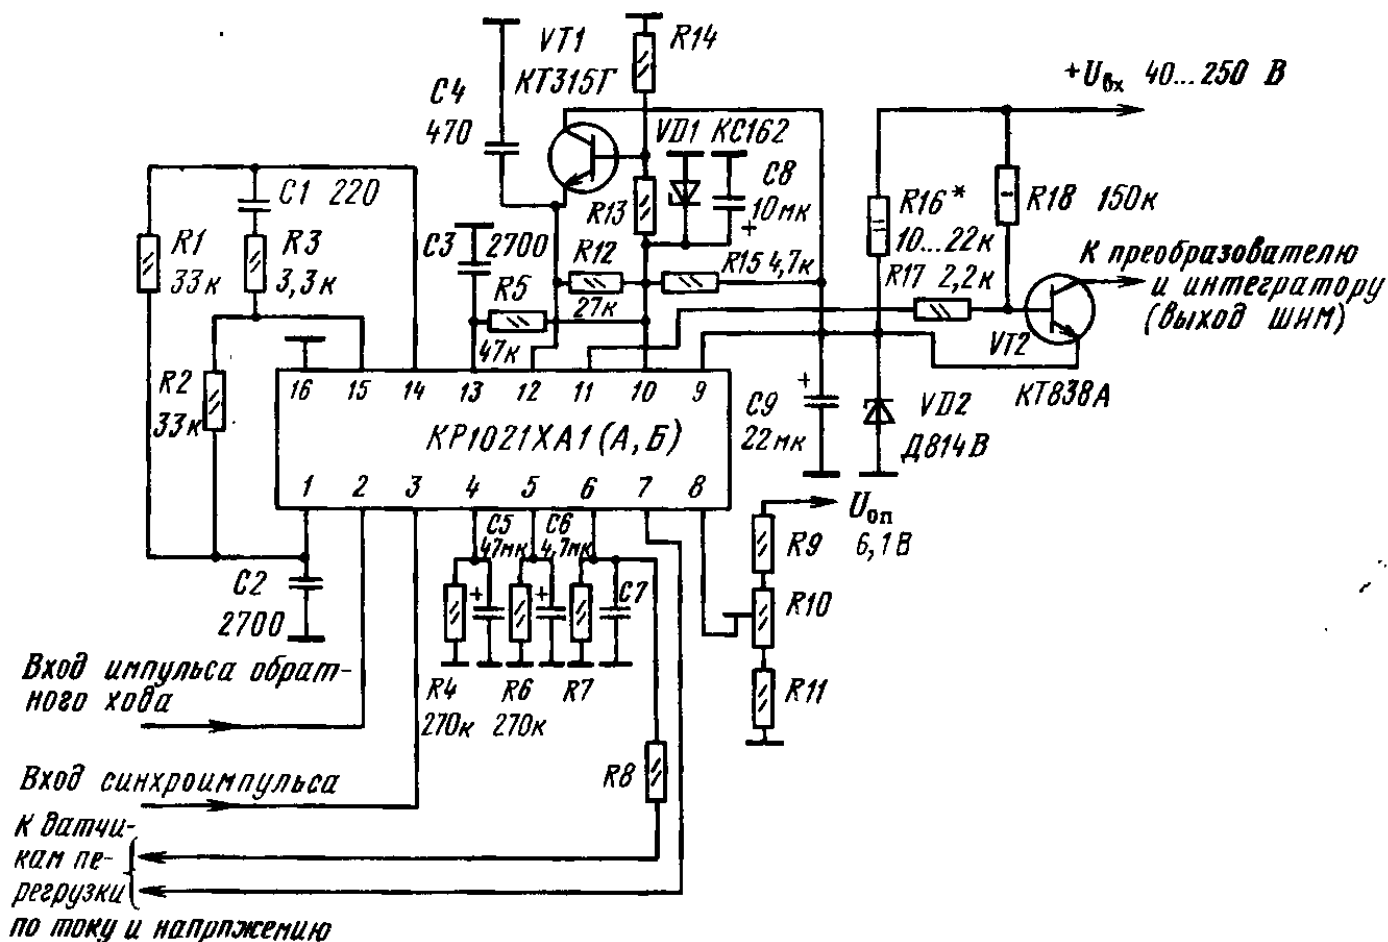 VT1
КТ315Г
R14
+Uвх 40...250 В
C4
470
VD1 КС162
C8
10мк
+
C1 220
R13
R16*
10...22к
R18 150к
R1
33к
R3
3,3к
C3
2700
R12
27к
R15 4,7к
R17 2,2к
К преобразователю
и интегратору
(выход ШИМ)
R5
47к
VT2
КТ838А
R2
33к
16 15 14 13 12 11 10 9
КР1021ХА1 (А,Б)
1 2 3 4 5 6 7 8
+
C9
22мк
VD2
Д814В
C5
47мк
C6
4,7мк
Uоп
6,1В
R9
C2
2700
+
+
C7
R10
R4
270к
R6
270к
R7
R11
Вход импульса обрат-
ного хода
R8
Вход синхроимпульса
К датчи-
кам пе-
регрузки
по току и напряжению